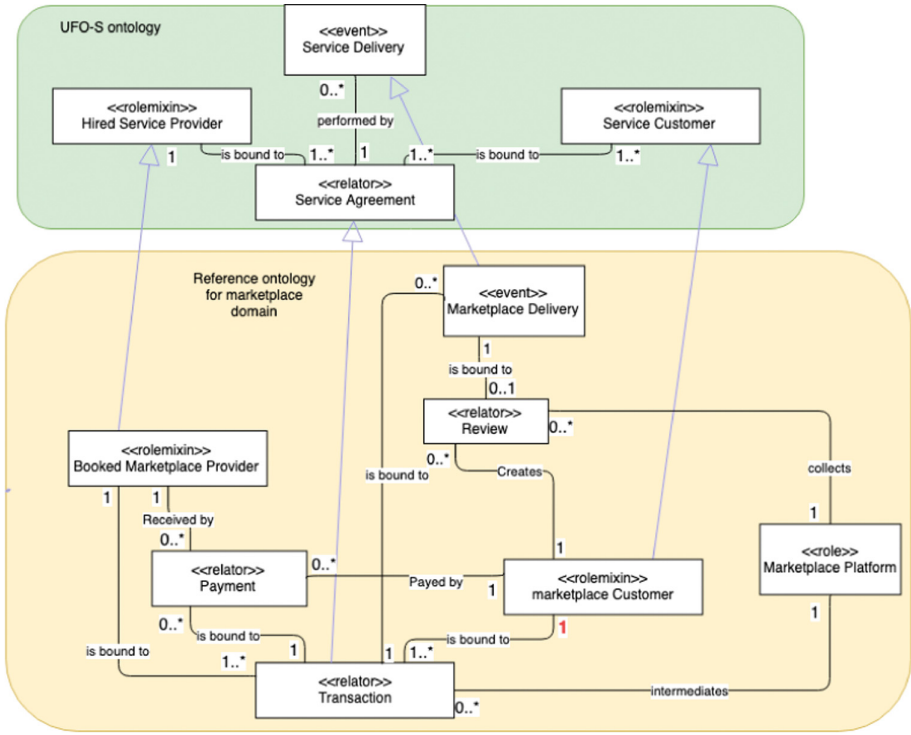 UFO-S ontology
<<event>>
Service Delivery
0..*
performed by
1
<<rolemixin>>
Hired Service Provider
1
is bound to
1..*
<<rolemixin>>
Service Customer
1..*
is bound to
1..*
<<relator>>
Service Agreement
Reference ontology
for marketplace
domain
0..*
<<event>>
Marketplace Delivery
1
is bound to
0..1
<<relator>>
Review
0..*
0..*
Creates
is bound to
collects
<<rolemixin>>
Booked Marketplace Provider
1
1
Received by
0..*
1
1
<<relator>>
Payment
0..*
Payed by
1
<<rolemixin>>
marketplace Customer
<<role>>
Marketplace Platform
0..*
is bound to
1
1
1
is bound to
is bound to
1..*
1
1..*
<<relator>>
Transaction
0..*
intermediates